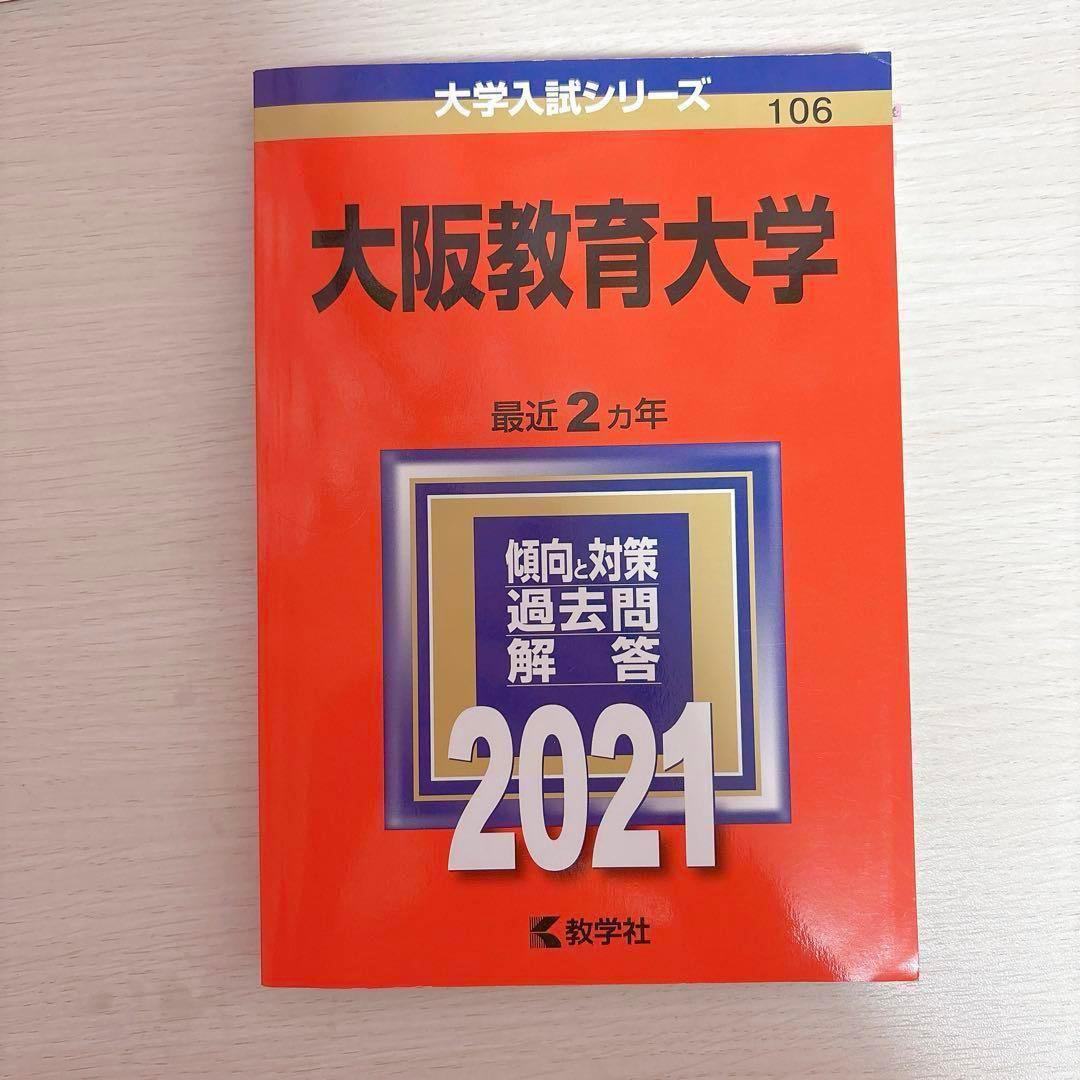 大学入試シリーズ
106
大阪教育大学
最近2ヵ年
傾向と対策
過去問
解答
2021
教学社